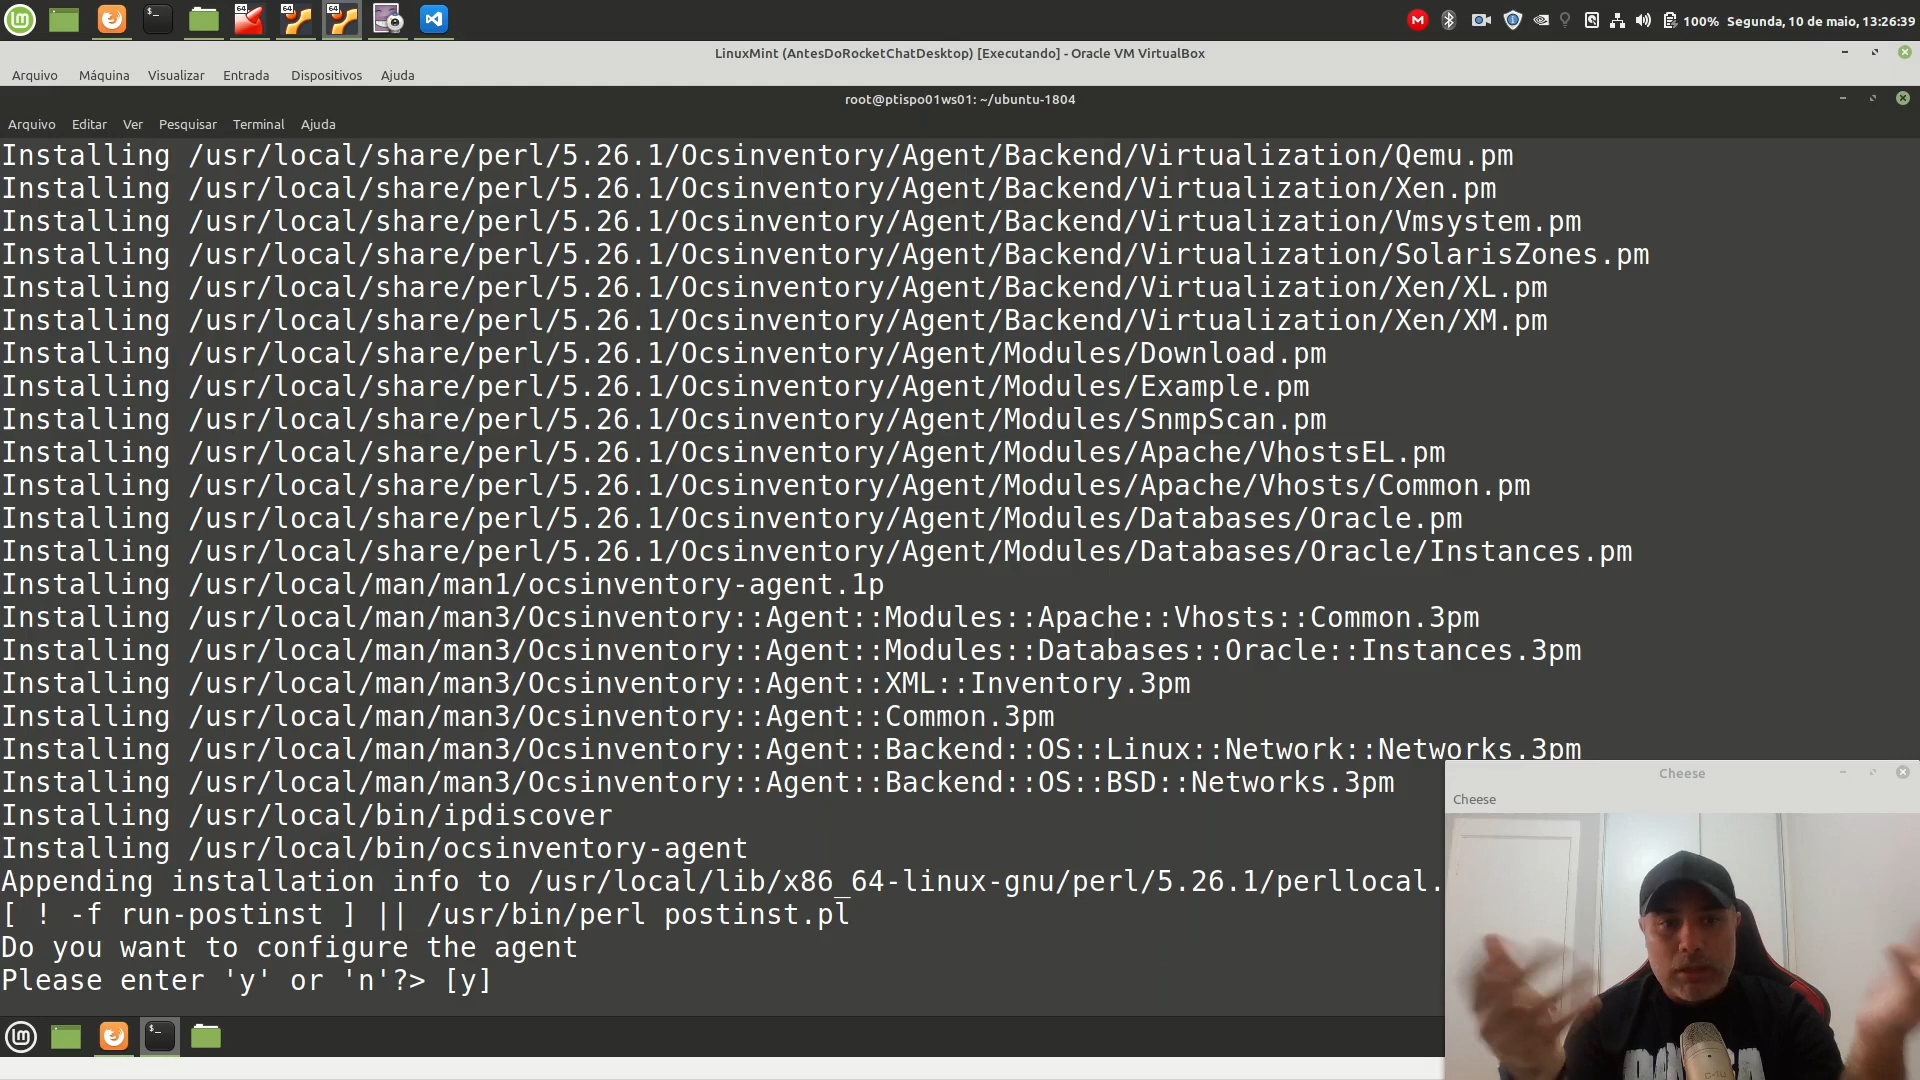 64
64
64
100% Segunda, 10 de maio, 13:26:39
LinuxMint (AntesDoRocketChatDesktop) [Executando] - Oracle VM VirtualBox
Arquivo Máquina Visualizar Entrada Dispositivos Ajuda
root@ptispo01ws01: ~/ubuntu-1804
Arquivo Editar Ver Pesquisar Terminal Ajuda
Installing /usr/local/share/perl/5.26.1/Ocsinventory/Agent/Backend/Virtualization/Qemu.pm
Installing /usr/local/share/perl/5.26.1/Ocsinventory/Agent/Backend/Virtualization/Xen.pm
Installing /usr/local/share/perl/5.26.1/Ocsinventory/Agent/Backend/Virtualization/Vmsystem.pm
Installing /usr/local/share/perl/5.26.1/Ocsinventory/Agent/Backend/Virtualization/SolarisZones.pm
Installing /usr/local/share/perl/5.26.1/Ocsinventory/Agent/Backend/Virtualization/Xen/XL.pm
Installing /usr/local/share/perl/5.26.1/Ocsinventory/Agent/Backend/Virtualization/Xen/XM.pm
Installing /usr/local/share/perl/5.26.1/Ocsinventory/Agent/Modules/Download.pm
Installing /usr/local/share/perl/5.26.1/Ocsinventory/Agent/Modules/Example.pm
Installing /usr/local/share/perl/5.26.1/Ocsinventory/Agent/Modules/SnmpScan.pm
Installing /usr/local/share/perl/5.26.1/Ocsinventory/Agent/Modules/Apache/VhostsEL.pm
Installing /usr/local/share/perl/5.26.1/Ocsinventory/Agent/Modules/Apache/Vhosts/Common.pm
Installing /usr/local/share/perl/5.26.1/Ocsinventory/Agent/Modules/Databases/Oracle.pm
Installing /usr/local/share/perl/5.26.1/Ocsinventory/Agent/Modules/Databases/Oracle/Instances.pm
Installing /usr/local/man/man1/ocsinventory-agent.1p
Installing /usr/local/man/man3/Ocsinventory::Agent::Modules::Apache::Vhosts::Common.3pm
Installing /usr/local/man/man3/Ocsinventory::Agent::Modules::Databases::Oracle::Instances.3pm
Installing /usr/local/man/man3/Ocsinventory::Agent::XML::Inventory.3pm
Installing /usr/local/man/man3/Ocsinventory::Agent::Common.3pm
Installing /usr/local/man/man3/Ocsinventory::Agent::Backend::OS::Linux::Network::Networks.3pm
Installing /usr/local/man/man3/Ocsinventory::Agent::Backend::OS::BSD::Networks.3pm
Installing /usr/local/bin/ipdiscover
Installing /usr/local/bin/ocsinventory-agent
Appending installation info to /usr/local/lib/x86_64-linux-gnu/perl/5.26.1/perllocal.
[ ! -f run-postinst ] || /usr/bin/perl postinst.pl
Do you want to configure the agent
Please enter 'y' or 'n'?> [y]
Cheese
Cheese